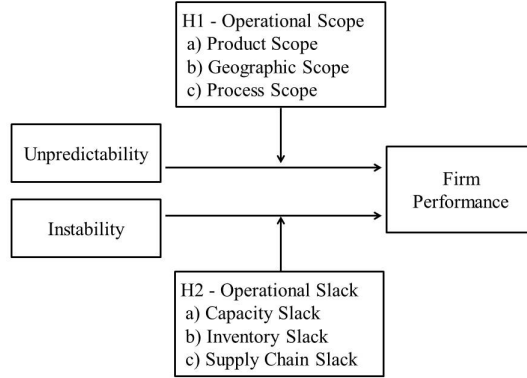 H1 - Operational Scope
a) Product Scope
b) Geographic Scope
c) Process Scope
Unpredictability
Instability
Firm
Performance
H2 - Operational Slack
a) Capacity Slack
b) Inventory Slack
c) Supply Chain Slack